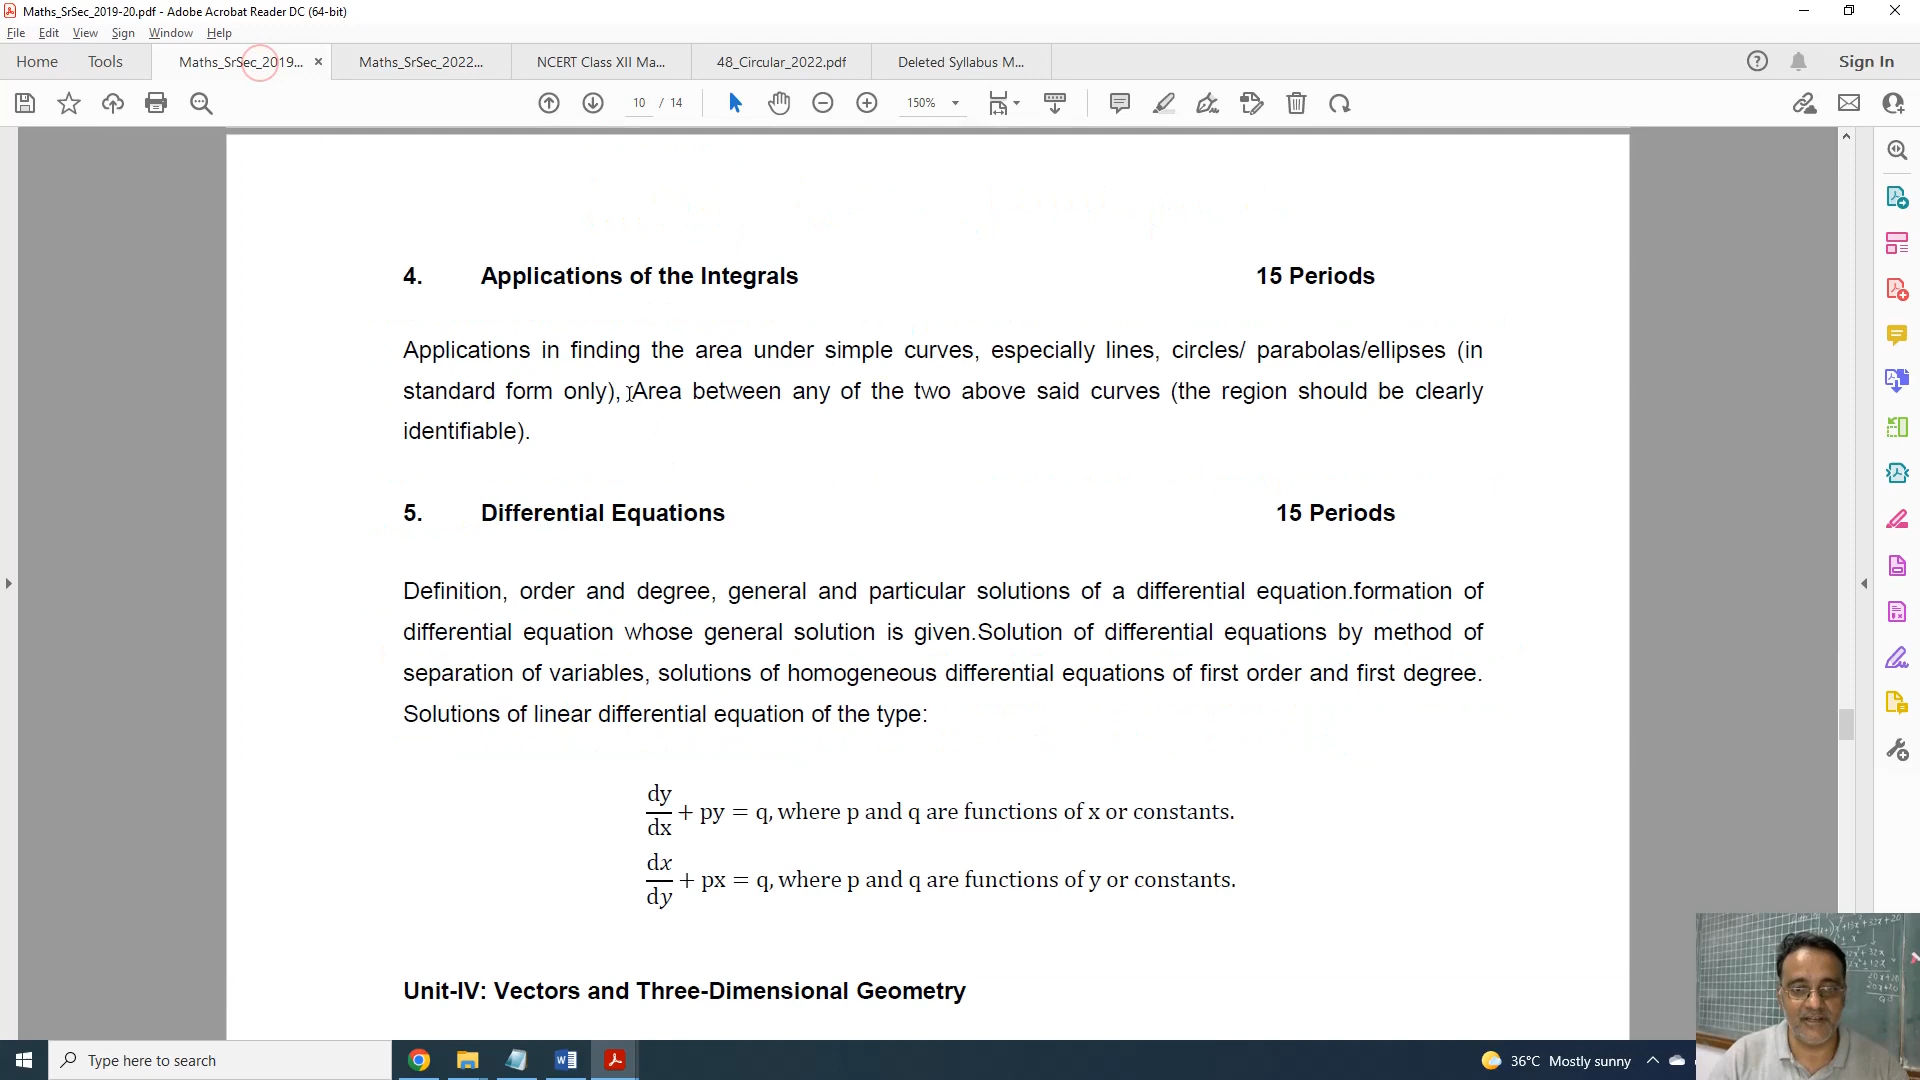 Maths_SrSec_2019-20.pdf - Adobe Acrobat Reader DC (64-bit)
File Edit View Sign Window Help
Home Tools Maths_SrSec_2019... × Maths_SrSec_2022... NCERT Class XII Ma... 48_Circular_2022.pdf Deleted Syllabus M... Sign In
10 / 14 150%
4. Applications of the Integrals 15 Periods
Applications in finding the area under simple curves, especially lines, circles/ parabolas/ellipses (in
standard form only), Area between any of the two above said curves (the region should be clearly
identifiable).
5. Differential Equations 15 Periods
Definition, order and degree, general and particular solutions of a differential equation.formation of
differential equation whose general solution is given.Solution of differential equations by method of
separation of variables, solutions of homogeneous differential equations of first order and first degree.
Solutions of linear differential equation of the type:
dy/dx + py = q, where p and q are functions of x or constants.
dx/dy + px = q, where p and q are functions of y or constants.
Unit-IV: Vectors and Three-Dimensional Geometry
Type here to search
36°C Mostly sunny